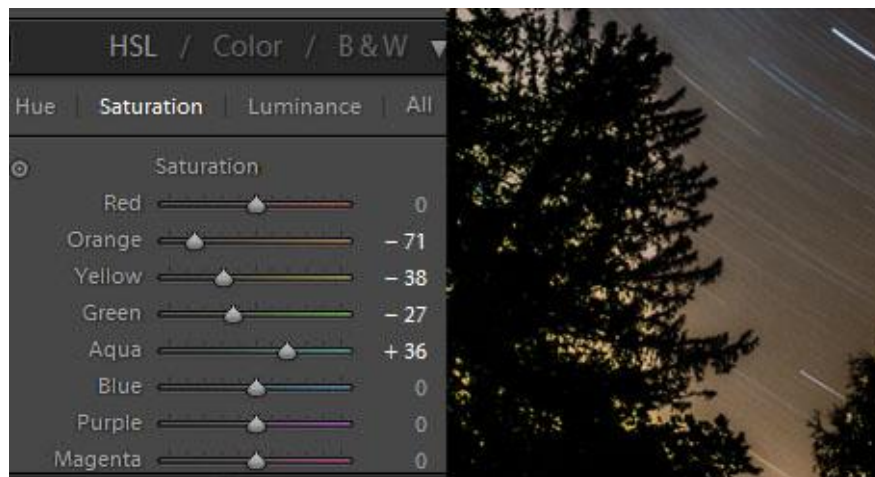 HSL / Color / B & W
Hue | Saturation | Luminance | All
Saturation
Red 0
Orange − 71
Yellow − 38
Green − 27
Aqua + 36
Blue 0
Purple 0
Magenta 0